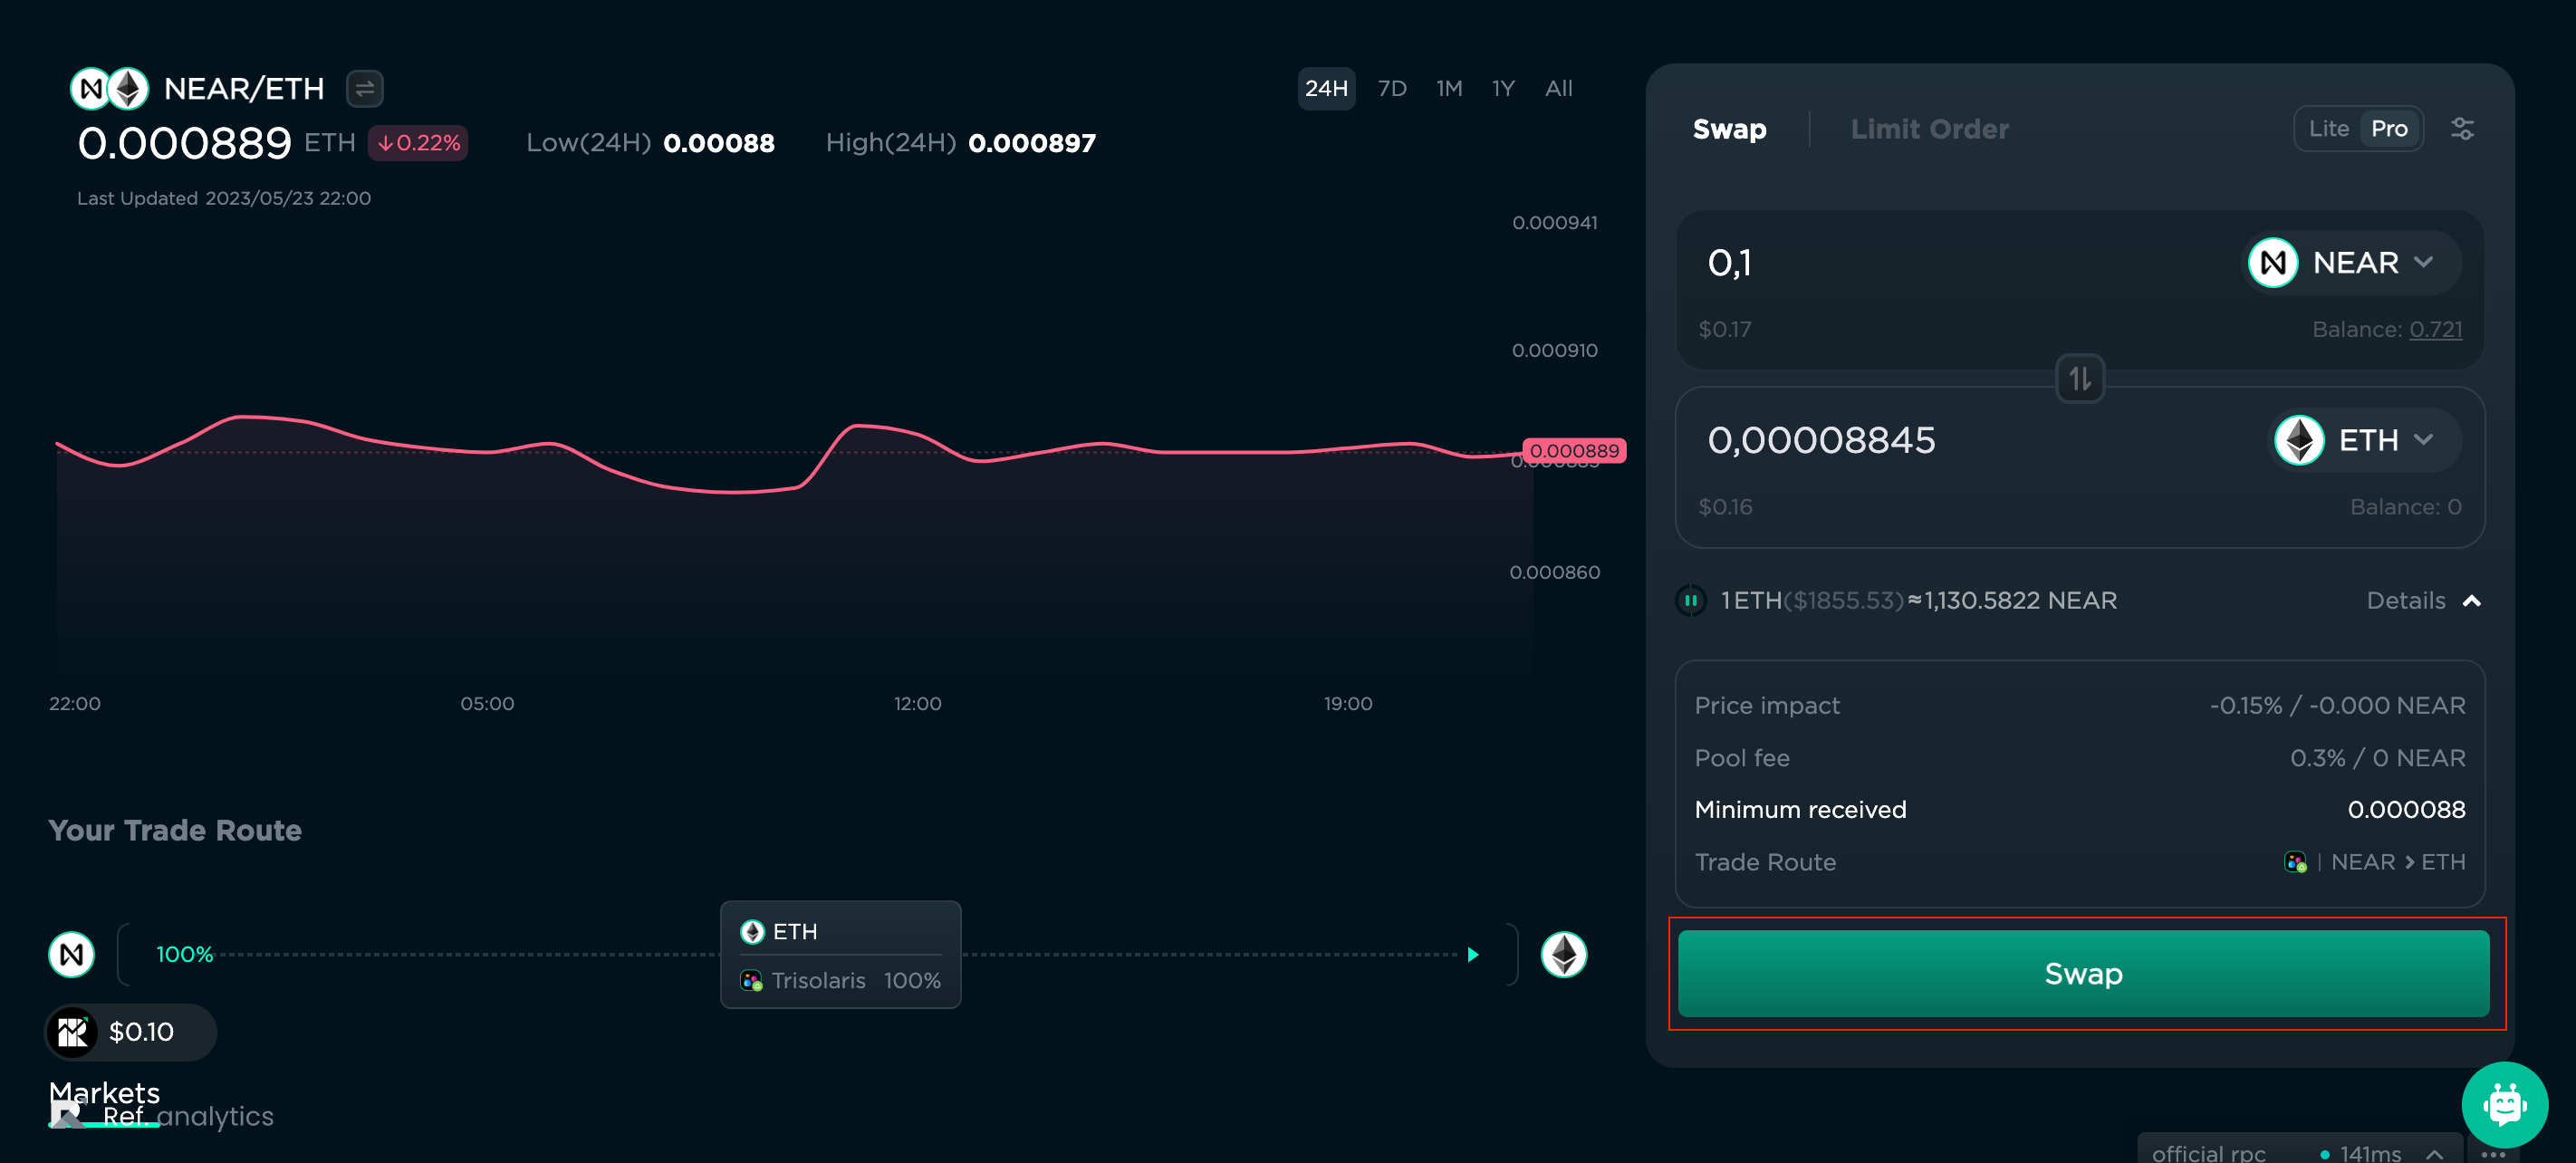 NEAR/ETH
0.000889 ETH ↓0.22% Low(24H) 0.00088 High(24H) 0.000897
Last Updated 2023/05/23 22:00
24H 7D 1M 1Y All
0.000941
0.000910
0.000889
0.000860
22:00 05:00 12:00 19:00
Your Trade Route
100%
ETH
Trisolaris 100%
$0.10
Markets
Ref. analytics
Swap Limit Order Lite Pro
0,1 NEAR
$0.17 Balance: 0.721
0,00008845 ETH
$0.16 Balance: 0
1 ETH($1855.53)≈1,130.5822 NEAR Details
Price impact -0.15% / -0.000 NEAR
Pool fee 0.3% / 0 NEAR
Minimum received 0.000088
Trade Route | NEAR > ETH
Swap
official rpc 141ms